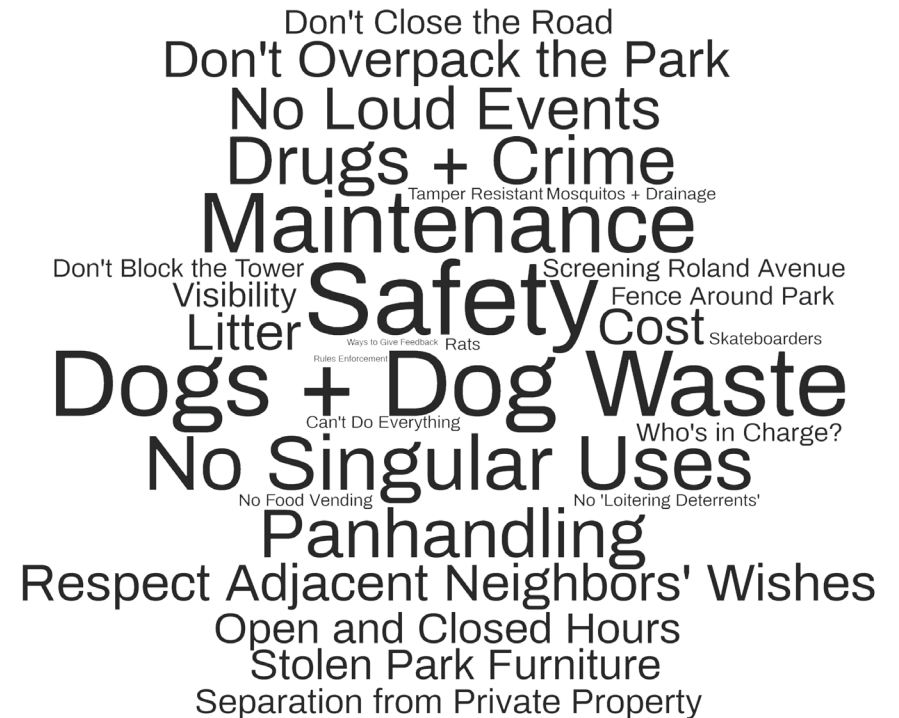 Don't Close the Road
Don't Overpack the Park
No Loud Events
Drugs + Crime
Tamper Resistant
Mosquitos + Drainage
Maintenance
Don't Block the Tower
Safety
Screening Roland Avenue
Visibility
Fence Around Park
Litter
Cost
Skateboarders
Ways to Give Feedback
Rats
Rules Enforcement
Dogs + Dog Waste
Can't Do Everything
Who's in Charge?
No Singular Uses
No Food Vending
No 'Loitering Deterrents'
Panhandling
Respect Adjacent Neighbors' Wishes
Open and Closed Hours
Stolen Park Furniture
Separation from Private Property